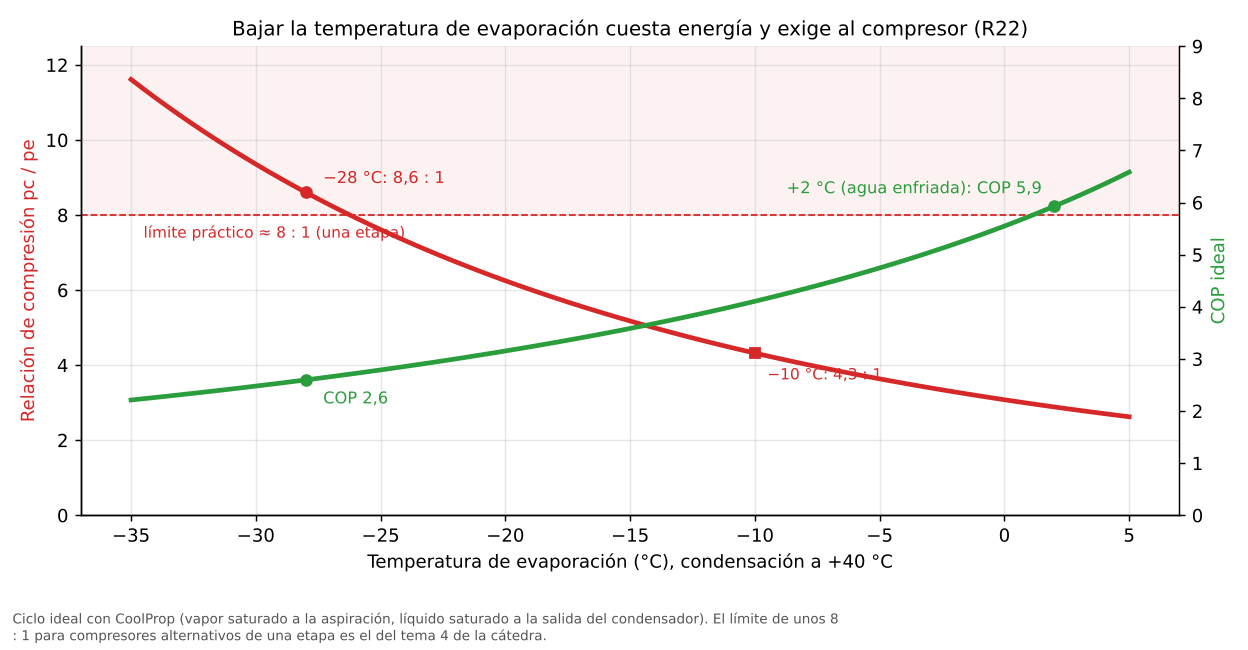 Bajar la temperatura de evaporación cuesta energía y exige al compresor (R22)
Relación de compresión pc / pe
12
10
8
6
4
2
0
−28 °C: 8,6 : 1
límite práctico ≈ 8 : 1 (una etapa)
+2 °C (agua enfriada): COP 5,9
−10 °C: 4,3 : 1
COP 2,6
9
8
7
6
5
4
3
2
1
0
COP ideal
−35
−30
−25
−20
−15
−10
−5
0
5
Temperatura de evaporación (°C), condensación a +40 °C
Ciclo ideal con CoolProp (vapor saturado a la aspiración, líquido saturado a la salida del condensador). El límite de unos 8
: 1 para compresores alternativos de una etapa es el del tema 4 de la cátedra.